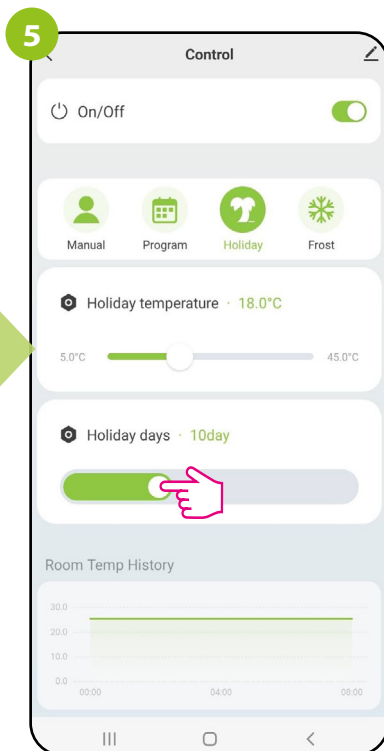 5
Control
On/Off
Manual Program Holiday Frost
Holiday temperature · 18.0°C
5.0°C 45.0°C
Holiday days · 10day
Room Temp History
30.0
20.0
10.0
0.0
00:00 04:00 08:00